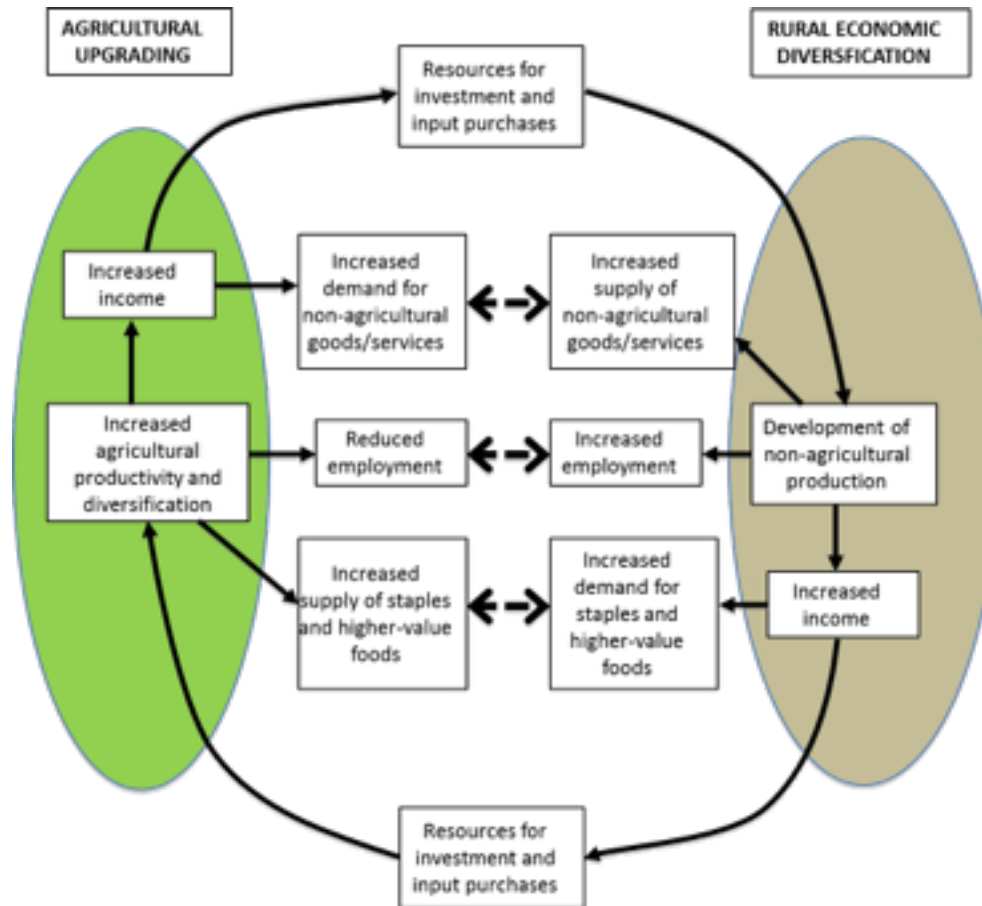 AGRICULTURAL
UPGRADING
RURAL ECONOMIC
DIVERSFICATION
Resources for
investment and
input purchases
Increased
income
Increased
demand for
non-agricultural
goods/services
Increased
supply of
non-agricultural
goods/services
Increased
agricultural
productivity and
diversification
Reduced
employment
Increased
employment
Development of
non-agricultural
production
Increased
supply of staples
and higher-value
foods
Increased
demand for
staples and
higher-value
foods
Increased
income
Resources for
investment and
input purchases